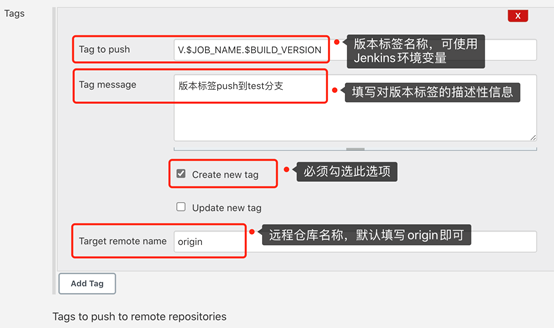 Tags
X
Tag to push
V.$JOB_NAME.$BUILD_VERSION
版本标签名称，可使用
Jenkins环境变量
Tag message
版本标签push到test分支
填写对版本标签的描述性信息
Create new tag
必须勾选此选项
Update new tag
Target remote name
origin
远程仓库名称，默认填写origin即可
Add Tag
Tags to push to remote repositories